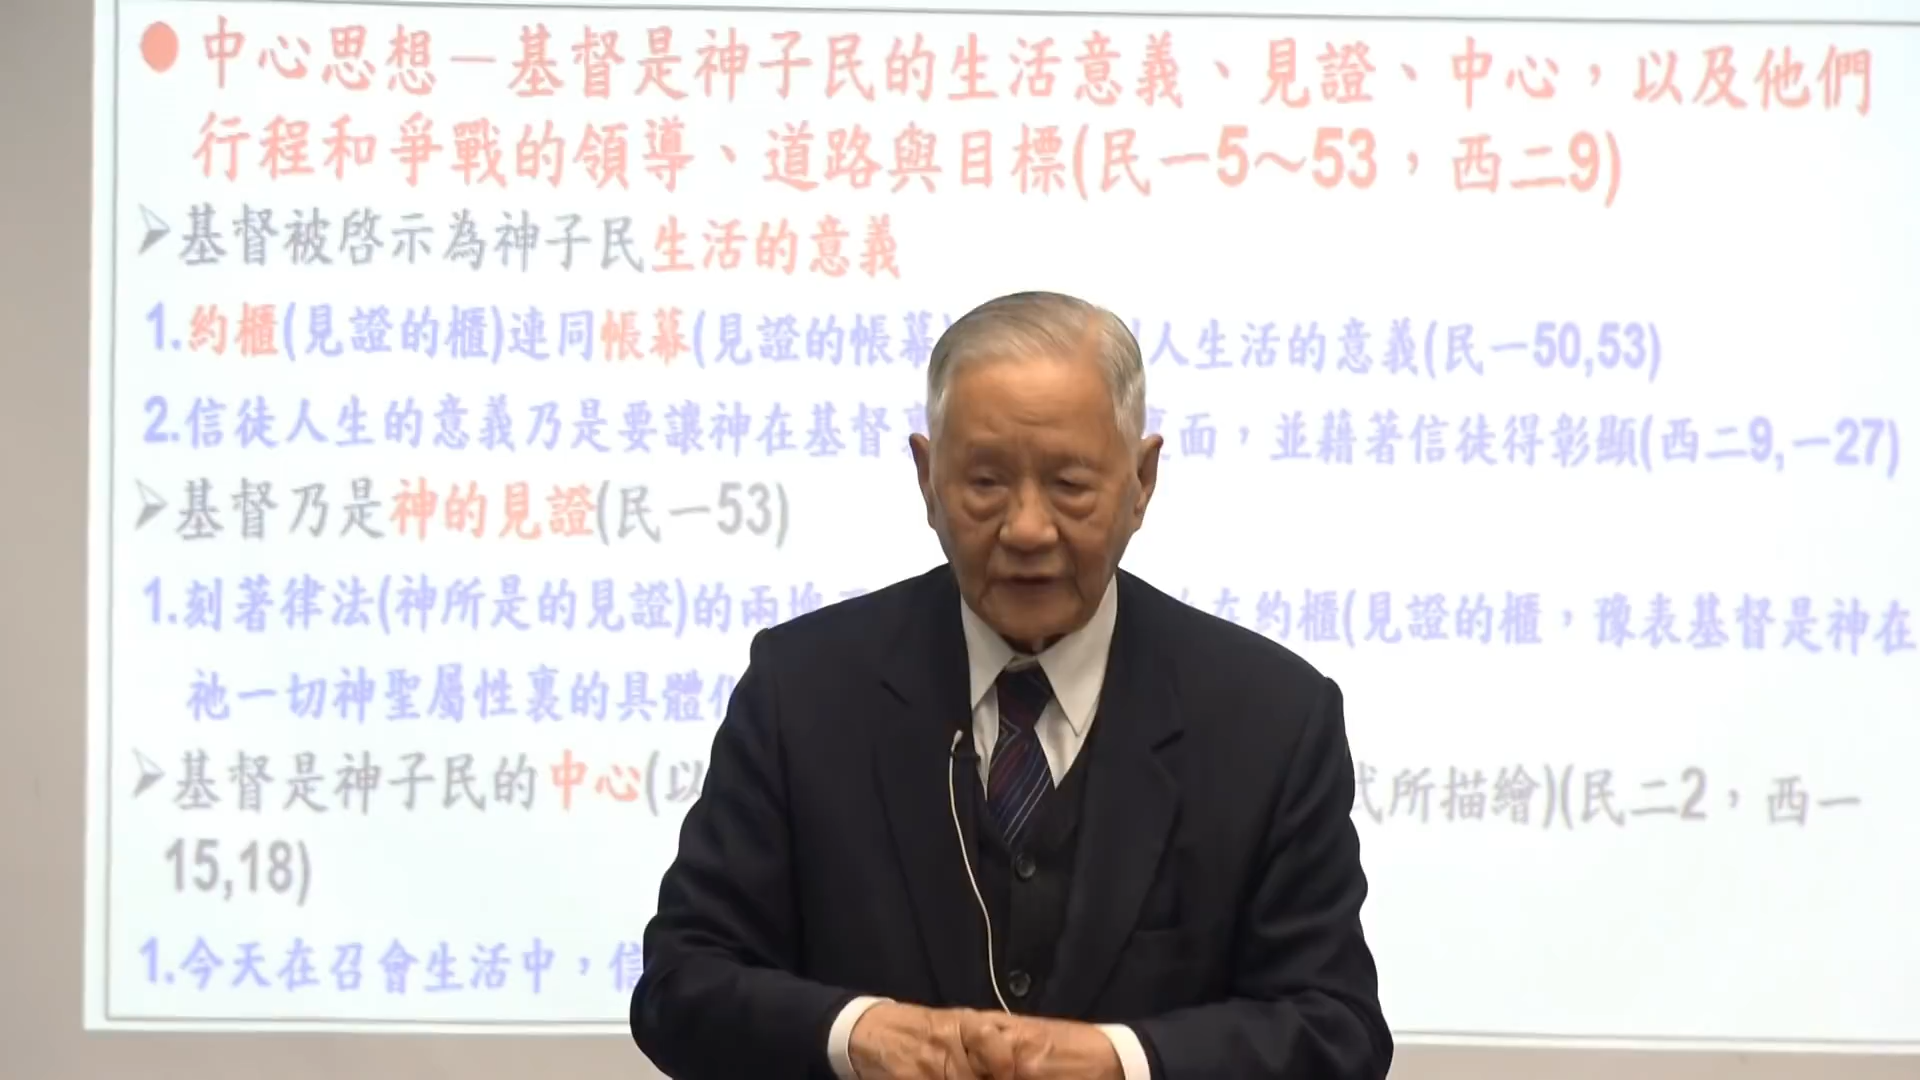 ●中心思想－基督是神子民的生活意義、見證、中心，以及他們
行程和爭戰的領導、道路與目標(民一5～53，西二9)
➢基督被啓示為神子民生活的意義
1.約櫃(見證的櫃)連同帳幕(見證的帳幕 人生活的意義(民一50,53)
2.信徒人生的意義乃是要讓神在基督裏 裏面，並藉著信徒得彰顯(西二9,一27)
➢基督乃是神的見證(民一53)
1.刻著律法(神所是的見證)的兩塊 在約櫃(見證的櫃，豫表基督是神在
祂一切神聖屬性裏的具體化
➢基督是神子民的中心(以 式所描繪)(民二2，西一
15,18)
1.今天在召會生活中，信